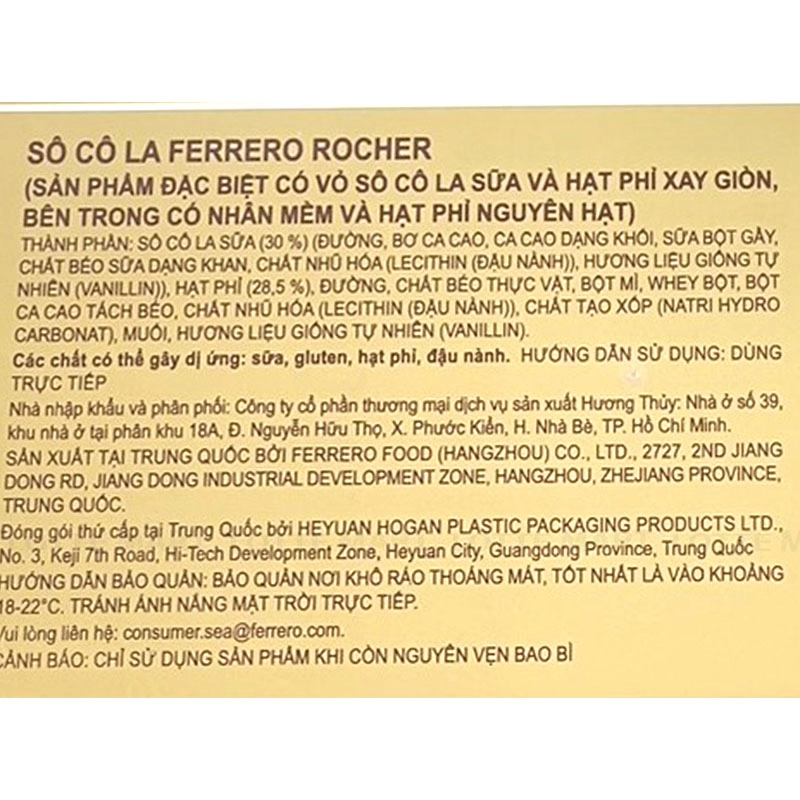 SÔ CÔ LA FERRERO ROCHER
(SẢN PHẨM ĐẶC BIỆT CÓ VỎ SÔ CÔ LA SỮA VÀ HẠT PHỈ XAY GIÒN,
BÊN TRONG CÓ NHÂN MỀM VÀ HẠT PHỈ NGUYÊN HẠT)
THÀNH PHẦN: SÔ CÔ LA SỮA (30 %) (ĐƯỜNG, BƠ CA CAO, CA CAO DẠNG KHỐI, SỮA BỘT GẦY,
CHẤT BÉO SỮA DẠNG KHAN, CHẤT NHŨ HÓA (LECITHIN (ĐẬU NÀNH)), HƯƠNG LIỆU GIỐNG TỰ
NHIÊN (VANILLIN)), HẠT PHỈ (28,5 %), ĐƯỜNG, CHẤT BÉO THỰC VẬT, BỘT MÌ, WHEY BỘT, BỘT
CA CAO TÁCH BÉO, CHẤT NHŨ HÓA (LECITHIN (ĐẬU NÀNH)), CHẤT TẠO XỐP (NATRI HYDRO
CARBONAT), MUỐI, HƯƠNG LIỆU GIỐNG TỰ NHIÊN (VANILLIN).
Các chất có thể gây dị ứng: sữa, gluten, hạt phỉ, đậu nành. HƯỚNG DẪN SỬ DỤNG: DÙNG
TRỰC TIẾP
Nhà nhập khẩu và phân phối: Công ty cổ phần thương mại dịch vụ sản xuất Hương Thủy: Nhà ở số 39,
khu nhà ở tại phân khu 18A, Đ. Nguyễn Hữu Thọ, X. Phước Kiển, H. Nhà Bè, TP. Hồ Chí Minh.
SẢN XUẤT TẠI TRUNG QUỐC BỞI FERRERO FOOD (HANGZHOU) CO., LTD., 2727, 2ND JIANG
DONG RD, JIANG DONG INDUSTRIAL DEVELOPMENT ZONE, HANGZHOU, ZHEJIANG PROVINCE,
TRUNG QUỐC.
Đóng gói thứ cấp tại Trung Quốc bởi HEYUAN HOGAN PLASTIC PACKAGING PRODUCTS LTD.,
No. 3, Keji 7th Road, Hi-Tech Development Zone, Heyuan City, Guangdong Province, Trung Quốc
HƯỚNG DẪN BẢO QUẢN: BẢO QUẢN NƠI KHÔ RÁO THOÁNG MÁT, TỐT NHẤT LÀ VÀO KHOẢNG
18-22°C. TRÁNH ÁNH NẮNG MẶT TRỜI TRỰC TIẾP.
Vui lòng liên hệ: consumer.sea@ferrero.com.
CẢNH BÁO: CHỈ SỬ DỤNG SẢN PHẨM KHI CÒN NGUYÊN VẸN BAO BÌ